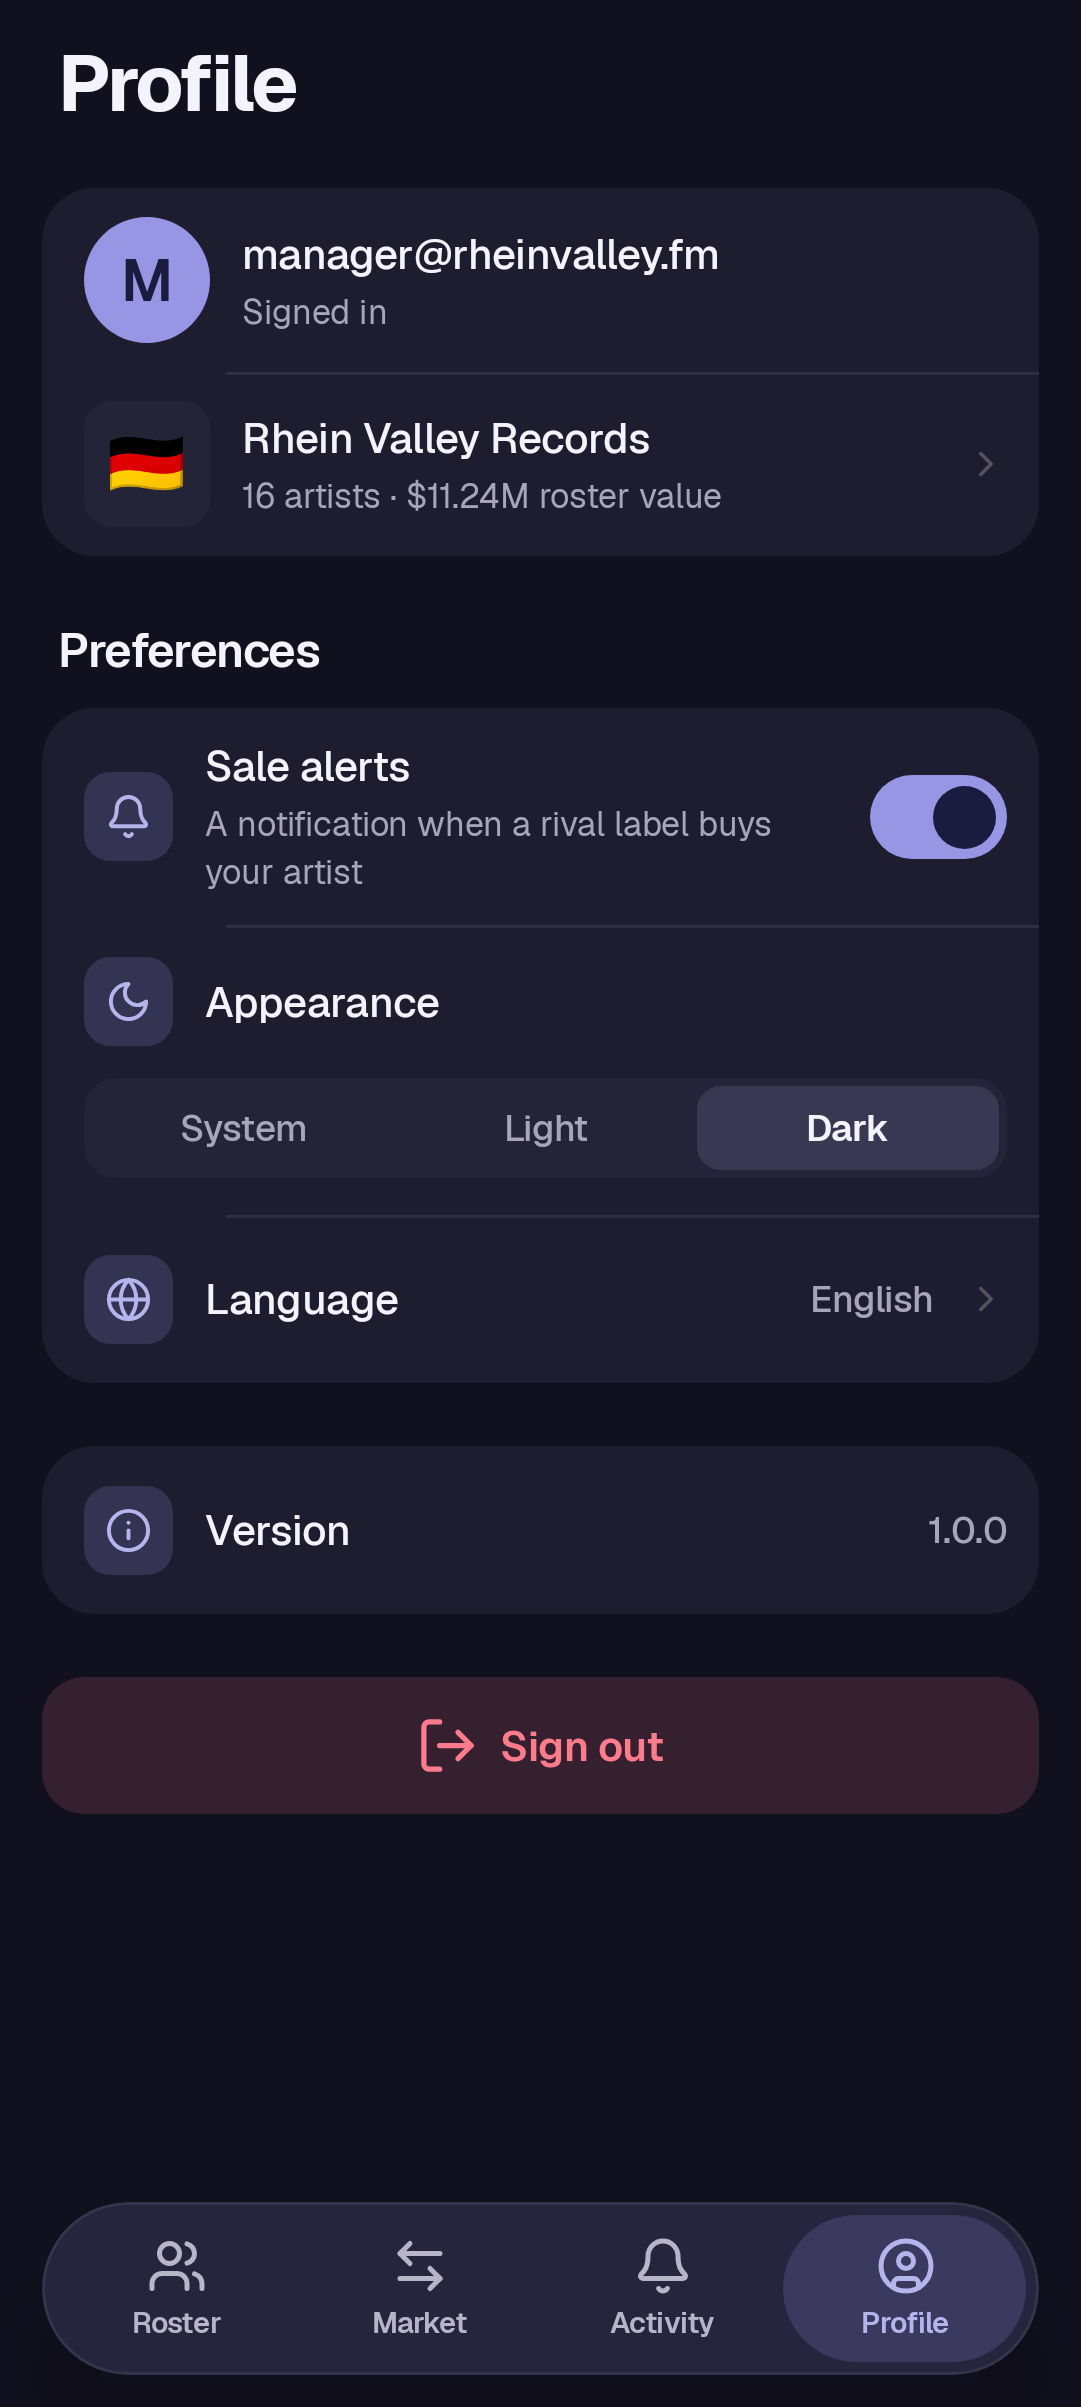 Profile
M
manager@rheinvalley.fm
Signed in
Rhein Valley Records
16 artists · $11.24M roster value
Preferences
Sale alerts
A notification when a rival label buys
your artist
Appearance
System
Light
Dark
Language
English
Version
1.0.0
Sign out
Roster
Market
Activity
Profile